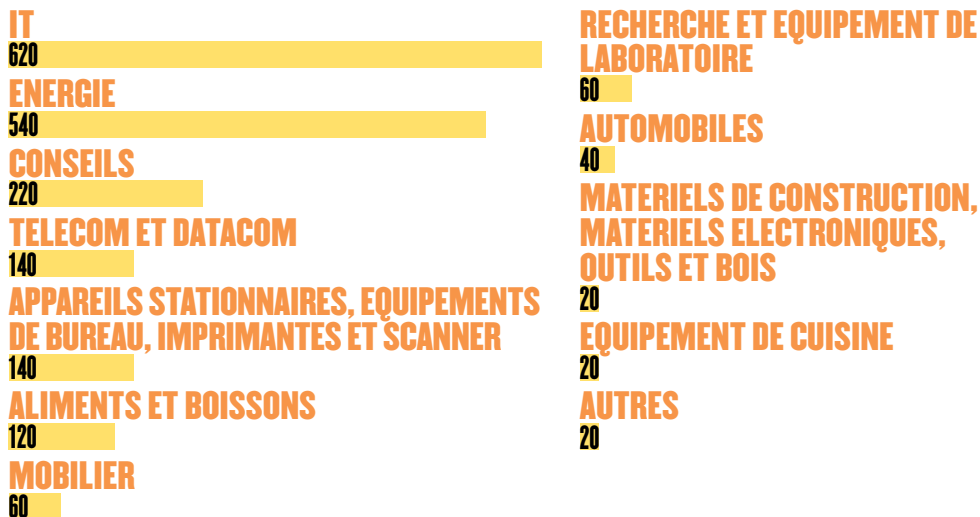 IT
620
ENERGIE
540
CONSEILS
220
TELECOM ET DATACOM
140
APPAREILS STATIONNAIRES, EQUIPEMENTS
DE BUREAU, IMPRIMANTES ET SCANNER
140
ALIMENTS ET BOISSONS
120
MOBILIER
60
RECHERCHE ET EQUIPEMENT DE
LABORATOIRE
60
AUTOMOBILES
40
MATERIELS DE CONSTRUCTION,
MATERIELS ELECTRONIQUES,
OUTILS ET BOIS
20
EQUIPEMENT DE CUISINE
20
AUTRES
20